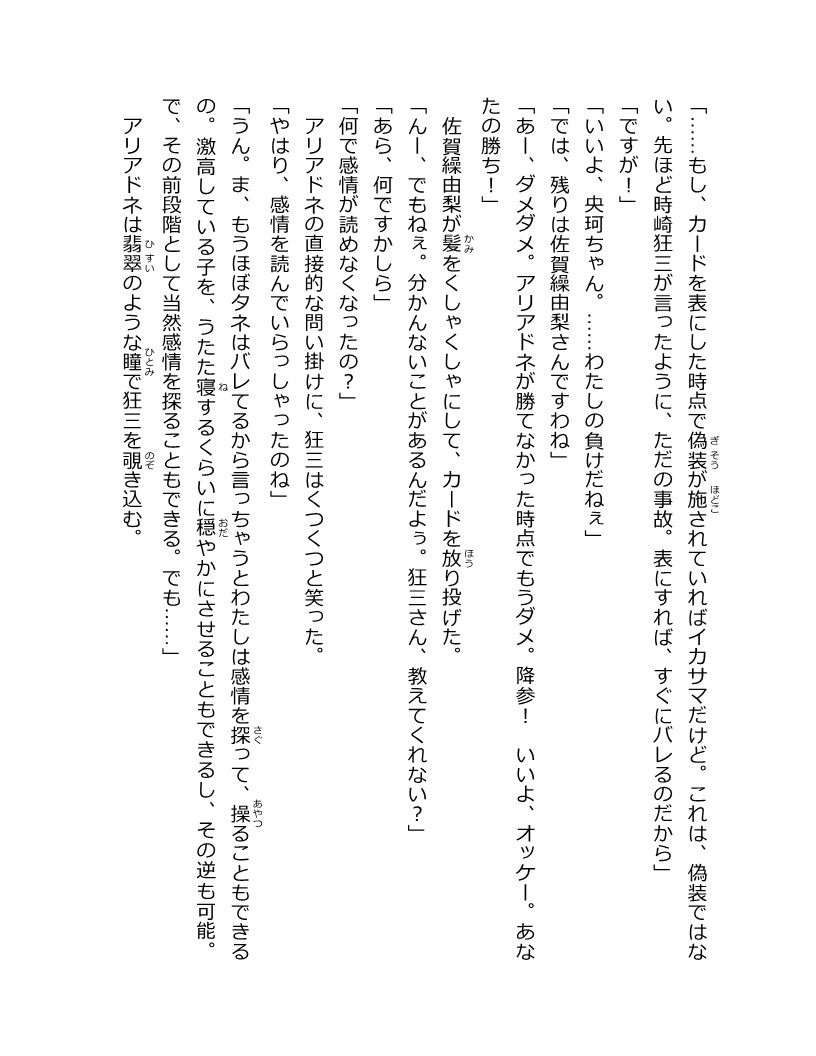 「……もし、カードを表にした時点で偽装が施されていればイカサマだけど。これは、偽装ではな
い。先ほど時崎狂三が言ったように、ただの事故。表にすれば、すぐにバレるのだから」
「ですが！」
「いいよ、央珂ちゃん。……わたしの負けだねぇ」
「では、残りは佐賀繰由梨さんですわね」
「あー、ダメダメ。アリアドネが勝てなかった時点でもうダメ。降参！　いいよ、オッケー。あな
たの勝ち！」
　佐賀繰由梨が髪をくしゃくしゃにして、カードを放り投げた。
「んー、でもねぇ。分かんないことがあるんだよぅ。狂三さん、教えてくれない？」
「あら、何ですかしら」
「何で感情が読めなくなったの？」
　アリアドネの直接的な問い掛けに、狂三はくつくつと笑った。
「やはり、感情を読んでいらっしゃったのね」
「うん。ま、もうほぼタネはバレてるから言っちゃうとわたしは感情を探って、操ることもできる
の。激高している子を、うたた寝するくらいに穏やかにさせることもできるし、その逆も可能。
で、その前段階として当然感情を探ることもできる。でも……」
　アリアドネは翡翠のような瞳で狂三を覗き込む。